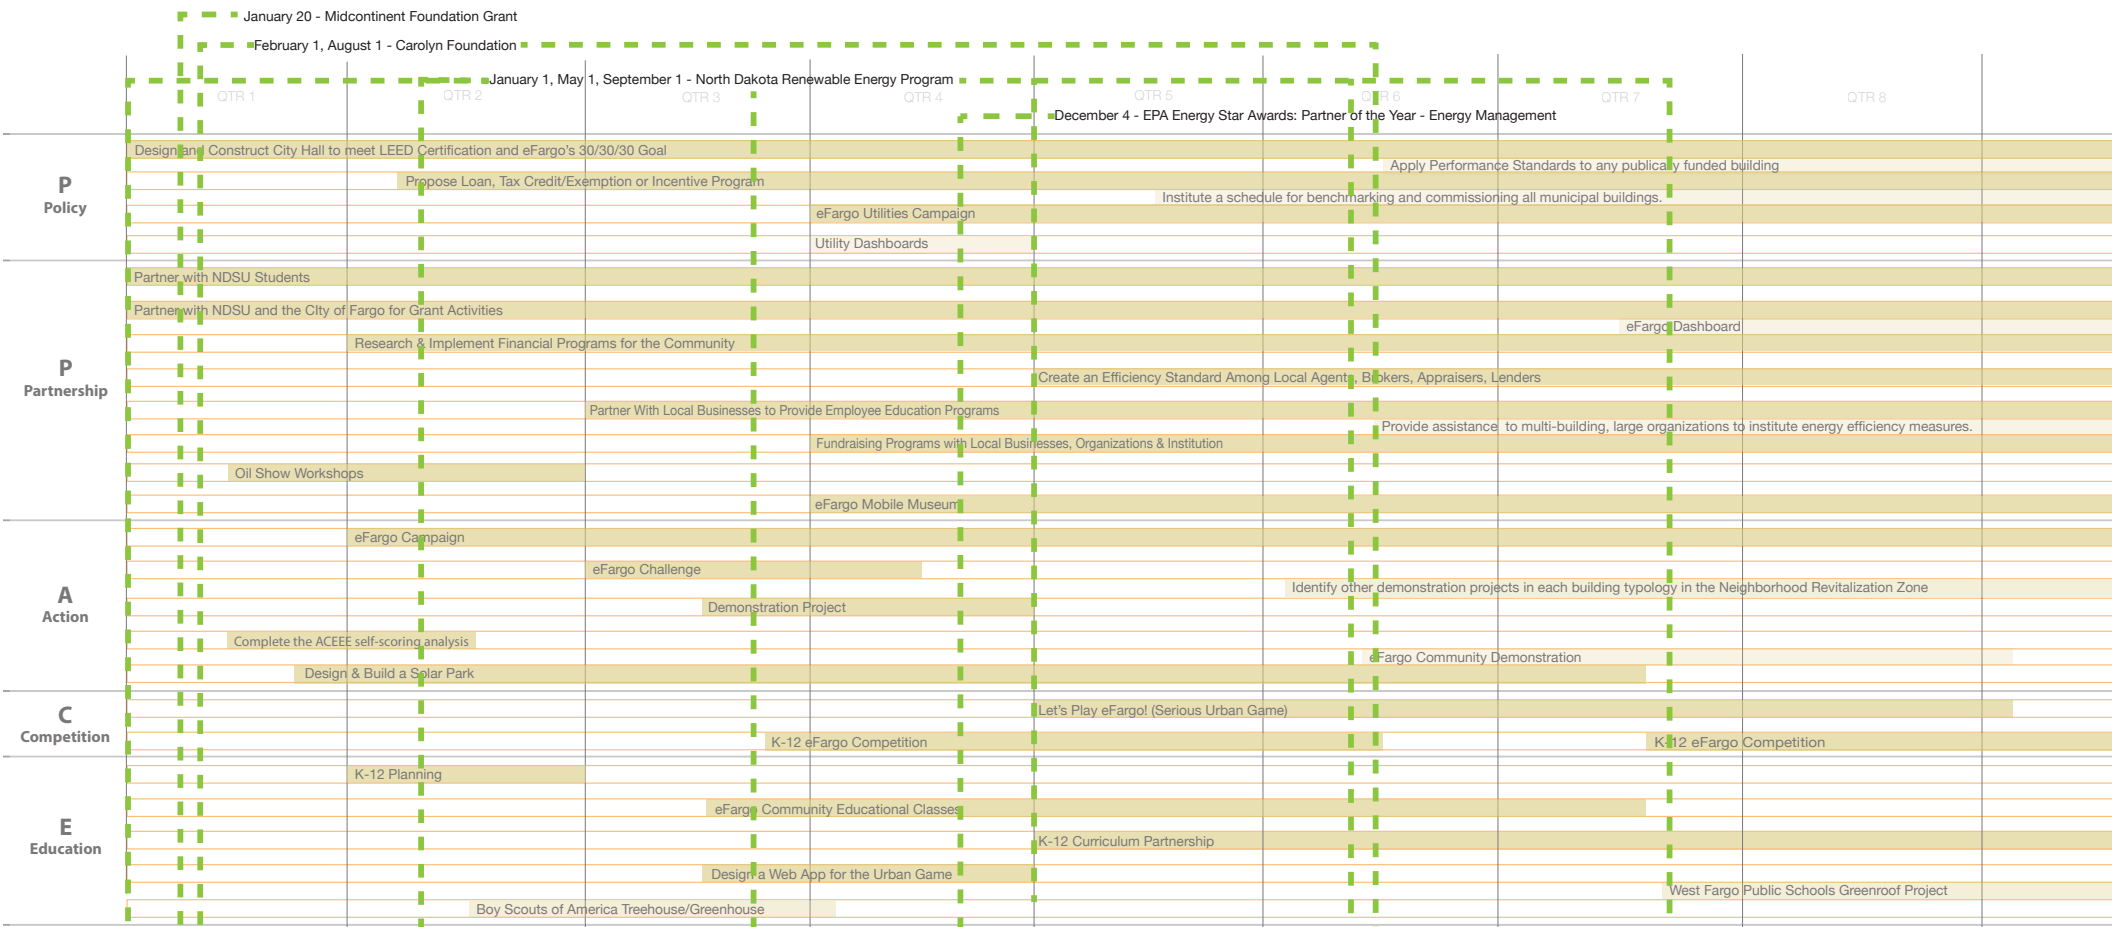 January 20 - Midcontinent Foundation Grant
February 1, August 1 - Carolyn Foundation
January 1, May 1, September 1 - North Dakota Renewable Energy Program
QTR 1
QTR 2
QTR 3
QTR 4
QTR 5
QTR 6
QTR 7
QTR 8
December 4 - EPA Energy Star Awards: Partner of the Year - Energy Management
P
Policy
Design and Construct City Hall to meet LEED Certification and eFargo's 30/30/30 Goal
Apply Performance Standards to any publically funded building
Propose Loan, Tax Credit/Exemption or Incentive Program
Institute a schedule for benchmarking and commissioning all municipal buildings.
eFargo Utilities Campaign
Utility Dashboards
P
Partnership
Partner with NDSU Students
Partner with NDSU and the CIty of Fargo for Grant Activities
eFargo Dashboard
Research & Implement Financial Programs for the Community
Create an Efficiency Standard Among Local Agents, Brokers, Appraisers, Lenders
Partner With Local Businesses to Provide Employee Education Programs
Provide assistance to multi-building, large organizations to institute energy efficiency measures.
Fundraising Programs with Local Businesses, Organizations & Institution
Oil Show Workshops
eFargo Mobile Museum
A
Action
eFargo Campaign
eFargo Challenge
Identify other demonstration projects in each building typology in the Neighborhood Revitalization Zone
Demonstration Project
Complete the ACEEE self-scoring analysis
eFargo Community Demonstration
Design & Build a Solar Park
C
Competition
Let's Play eFargo! (Serious Urban Game)
K-12 eFargo Competition
K-12 eFargo Competition
E
Education
K-12 Planning
eFargo Community Educational Classes
K-12 Curriculum Partnership
Design a Web App for the Urban Game
West Fargo Public Schools Greenroof Project
Boy Scouts of America Treehouse/Greenhouse